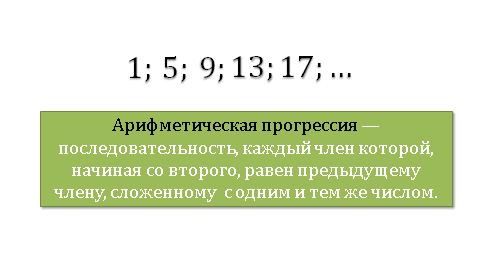 1; 5; 9; 13; 17; ...
Арифметическая прогрессия —
последовательность, каждый член которой,
начиная со второго, равен предыдущему
члену, сложенному с одним и тем же числом.